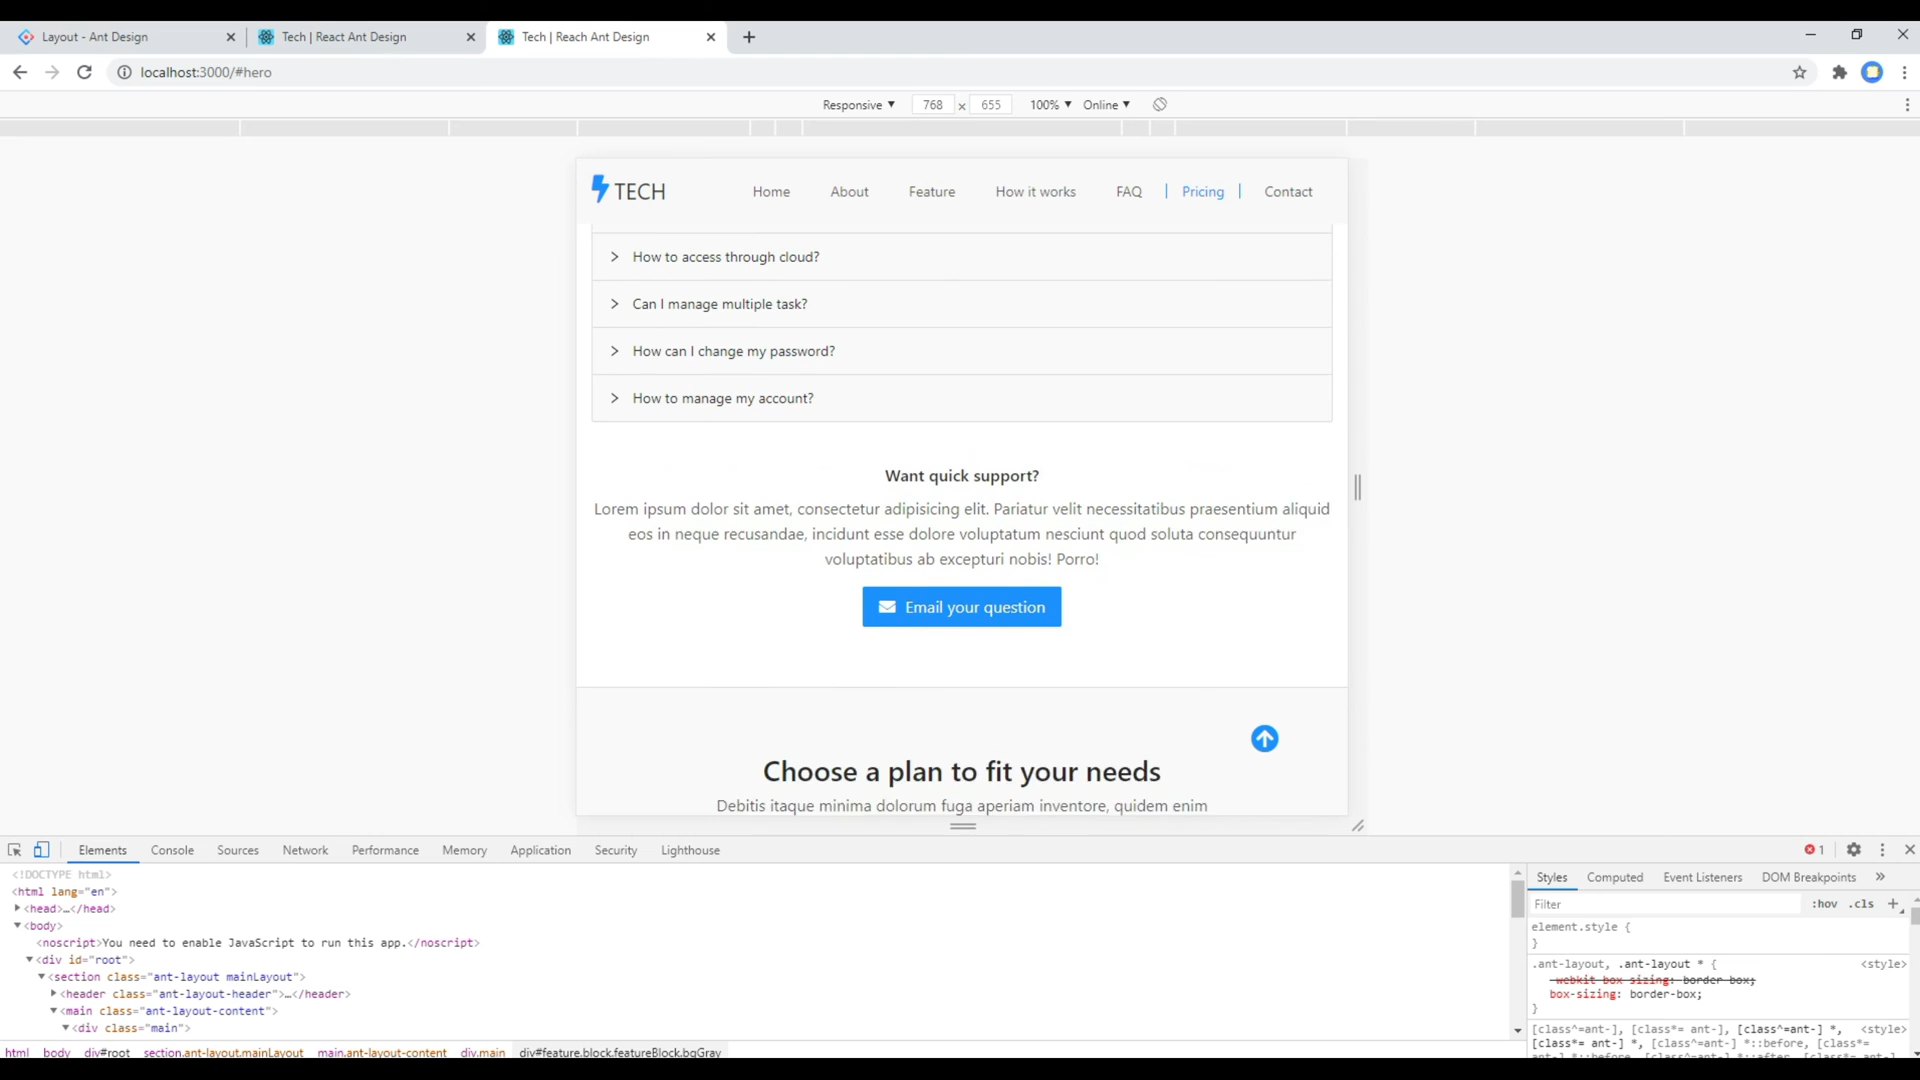 Layout - Ant Design
Tech | React Ant Design
Tech | Reach Ant Design
localhost:3000/#hero
Responsive ▼ 768 x 655 100% ▼ Online ▼
TECH Home About Feature How it works FAQ | Pricing | Contact
How to access through cloud?
Can I manage multiple task?
How can I change my password?
How to manage my account?
Want quick support?
Lorem ipsum dolor sit amet, consectetur adipisicing elit. Pariatur velit necessitatibus praesentium aliquid
eos in neque recusandae, incidunt esse dolore voluptatum nesciunt quod soluta consequuntur
voluptatibus ab excepturi nobis! Porro!
Email your question
Choose a plan to fit your needs
Debitis itaque minima dolorum fuga aperiam inventore, quidem enim
Elements Console Sources Network Performance Memory Application Security Lighthouse 1
<!DOCTYPE html>
<html lang="en">
<head>…</head>
<body>
<noscript>You need to enable JavaScript to run this app.</noscript>
<div id="root">
<section class="ant-layout mainLayout">
<header class="ant-layout-header">…</header>
<main class="ant-layout-content">
<div class="main">
html body div#root section.ant-layout.mainLayout main.ant-layout-content div.main div#feature.block.featureBlock.bgGray
Styles Computed Event Listeners DOM Breakpoints »
Filter :hov .cls +
element.style {
}
.ant-layout, .ant-layout * { <style>
-webkit-box-sizing: border-box;
box-sizing: border-box;
}
[class^=ant-], [class*= ant-], [class^=ant-] *, <style>
[class*= ant-] *, [class^=ant-] *::before, [class*=
ant-] *::before, [class^=ant-] *::after, [class*= ant-]